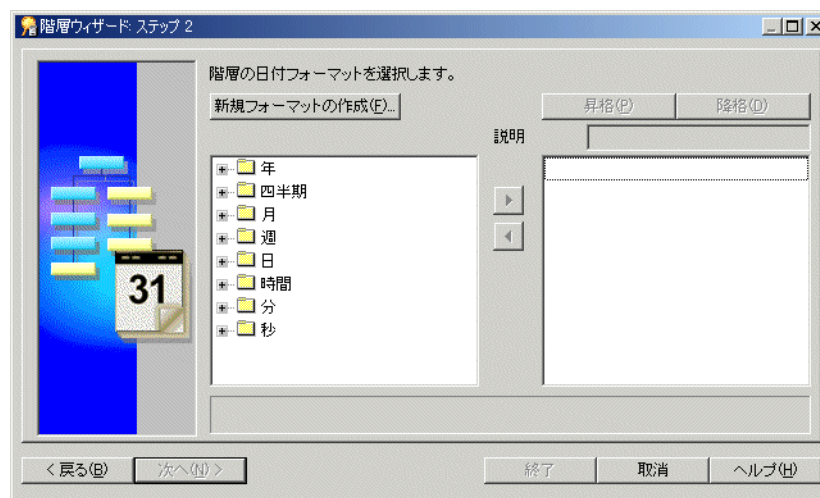 階層ウィザード: ステップ 2
階層の日付フォーマットを選択します。
新規フォーマットの作成(F)...
昇格(P)
降格(D)
説明
年
四半期
月
週
日
時間
分
秒
31
< 戻る(B)
次へ(N) >
終了
取消
ヘルプ(H)